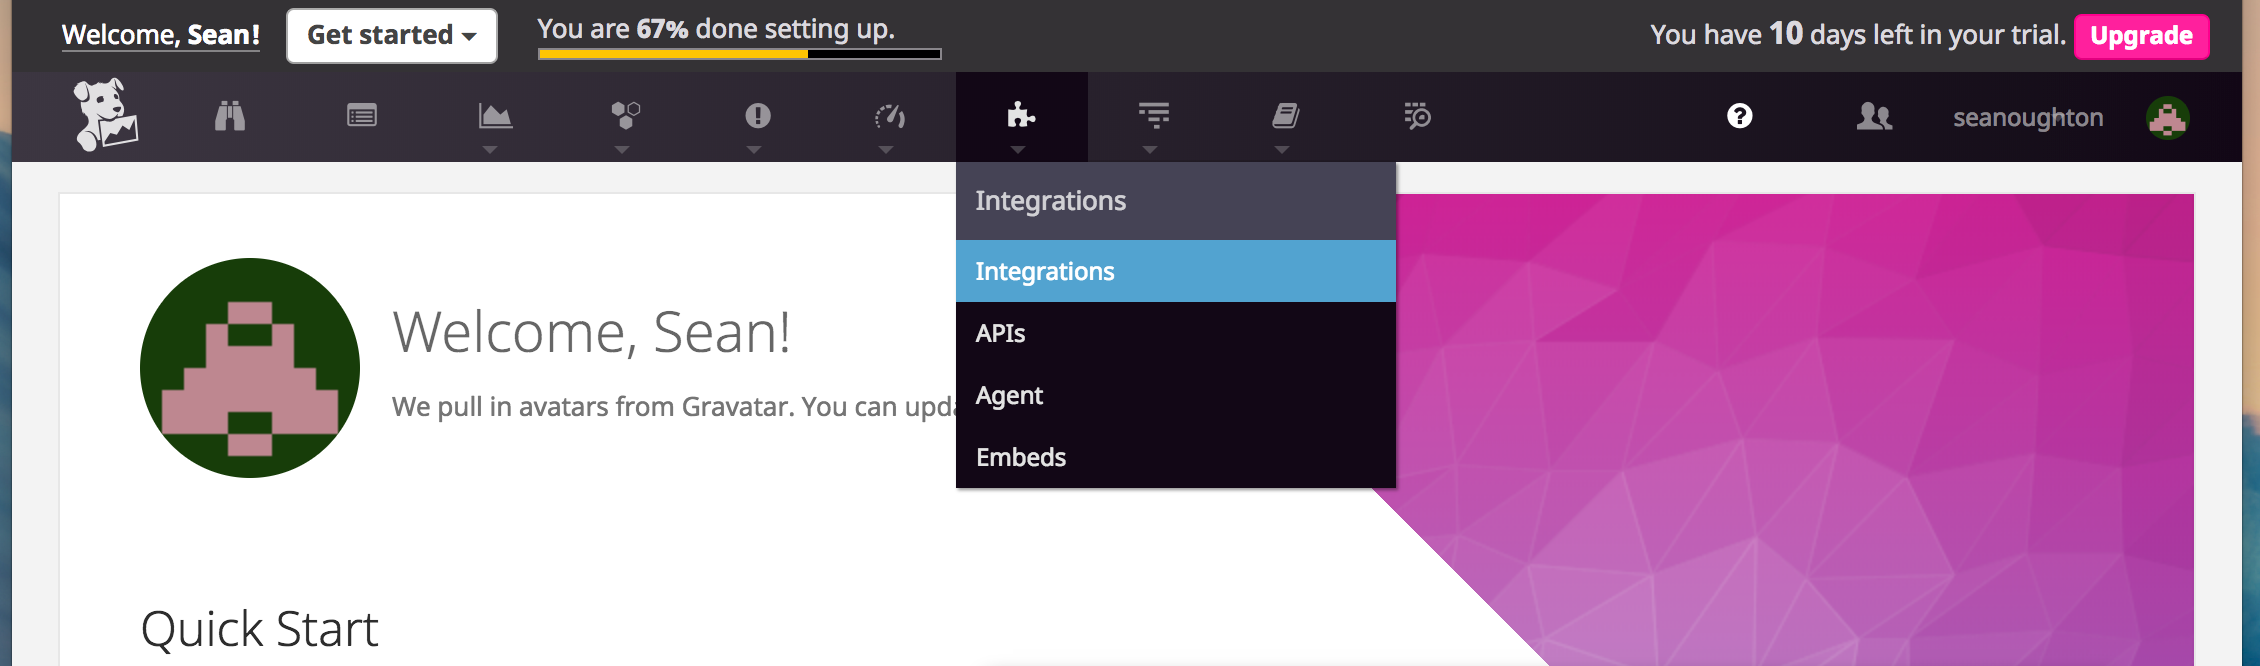 Welcome, Sean!
Get started
You are 67% done setting up.
You have 10 days left in your trial.
Upgrade
seanoughton
Integrations
Integrations
APIs
Agent
Embeds
Welcome, Sean!
We pull in avatars from Gravatar. You can
Quick Start